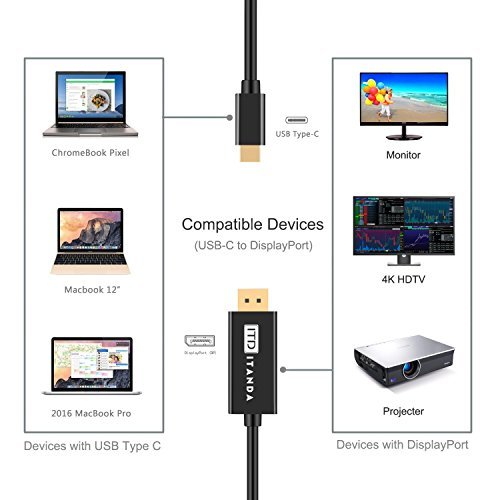 USB Type-C
ChromeBook Pixel
Monitor
Compatible Devices
(USB-C to DisplayPort)
Macbook 12"
4K HDTV
ITD ITANDA
2016 MacBook Pro
Projecter
Devices with USB Type C
Devices with DisplayPort